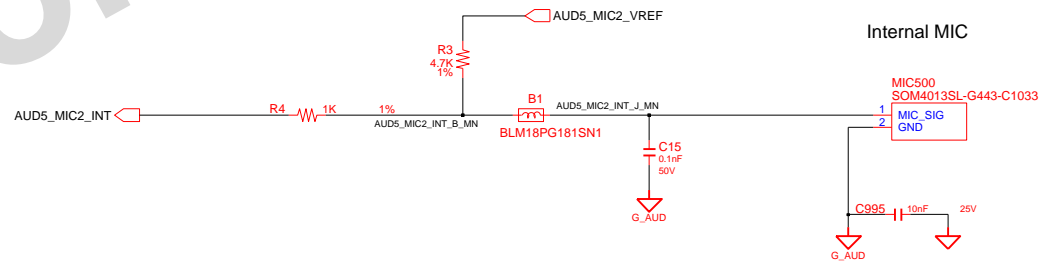 AUD5_MIC2_VREF
Internal MIC
R3
4.7K
1%
MIC500
SOM4013SL-G443-C1033
AUD5_MIC2_INT
R4
1K
1%
AUD5_MIC2_INT_B_MN
B1
BLM18PG181SN1
AUD5_MIC2_INT_J_MN
1
MIC_SIG
2
GND
C15
0.1nF
50V
G_AUD
C995
10nF
25V
G_AUD